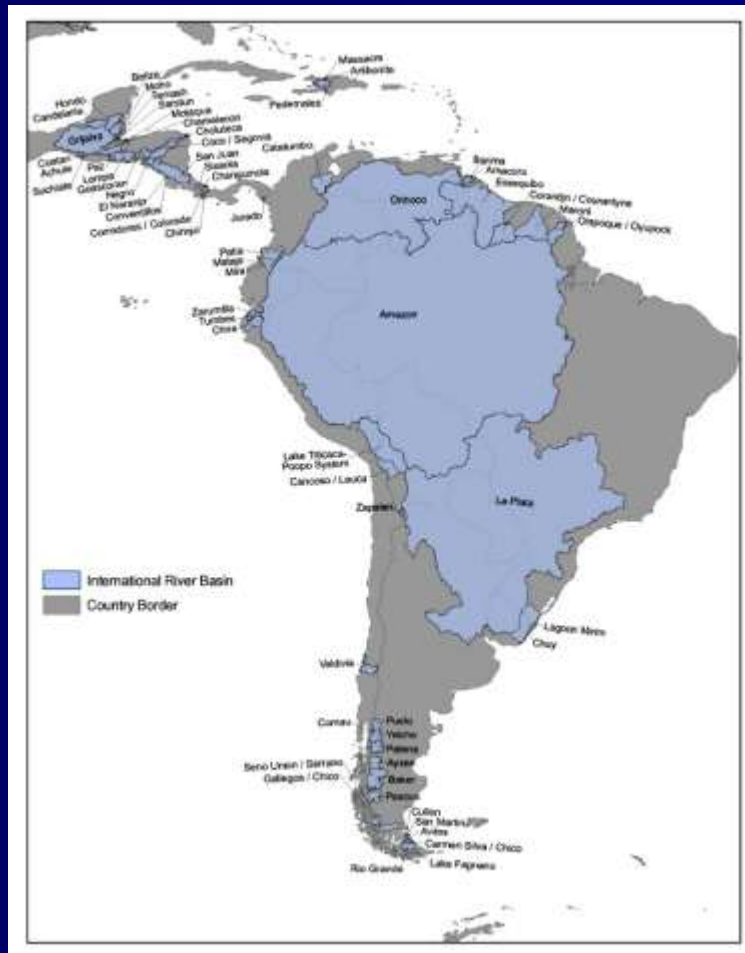 Massacre
Artibonite
Pedernales
Belize
Moho
Temash
Sarstun
Motaqua
Chamelecon
Choluteca
Coco / Segovia
Hondo
Candelaria
Grijalva
San Juan
Sixaola
Changuinola
Catatumbo
Coatan
Achute
Suchiate
Paz
Lempa
Goascoran
Negro
El Naranjo
Conventillos
Corredores / Colorado
Chiriqui
Jurado
Barima
Amacuro
Essequibo
Corantijn / Courantyne
Maroni
Oiapoque / Oyupock
Orinoco
Patia
Mataje
Mira
Amazon
Zarumilla
Tumbes
Chira
Lake Titicaca-
Poopo System
Cancoso / Lauca
Zapaleri
La Plata
International River Basin
Country Border
Lagoon Mirim
Chuy
Valdivia
Puelo
Yelcho
Palena
Aysen
Baker
Pascua
Seno Union / Serrano
Gallegos / Chico
Cullen
San Martin
Aviles
Carmen Silva / Chico
Lake Fagnano
Rio Grande